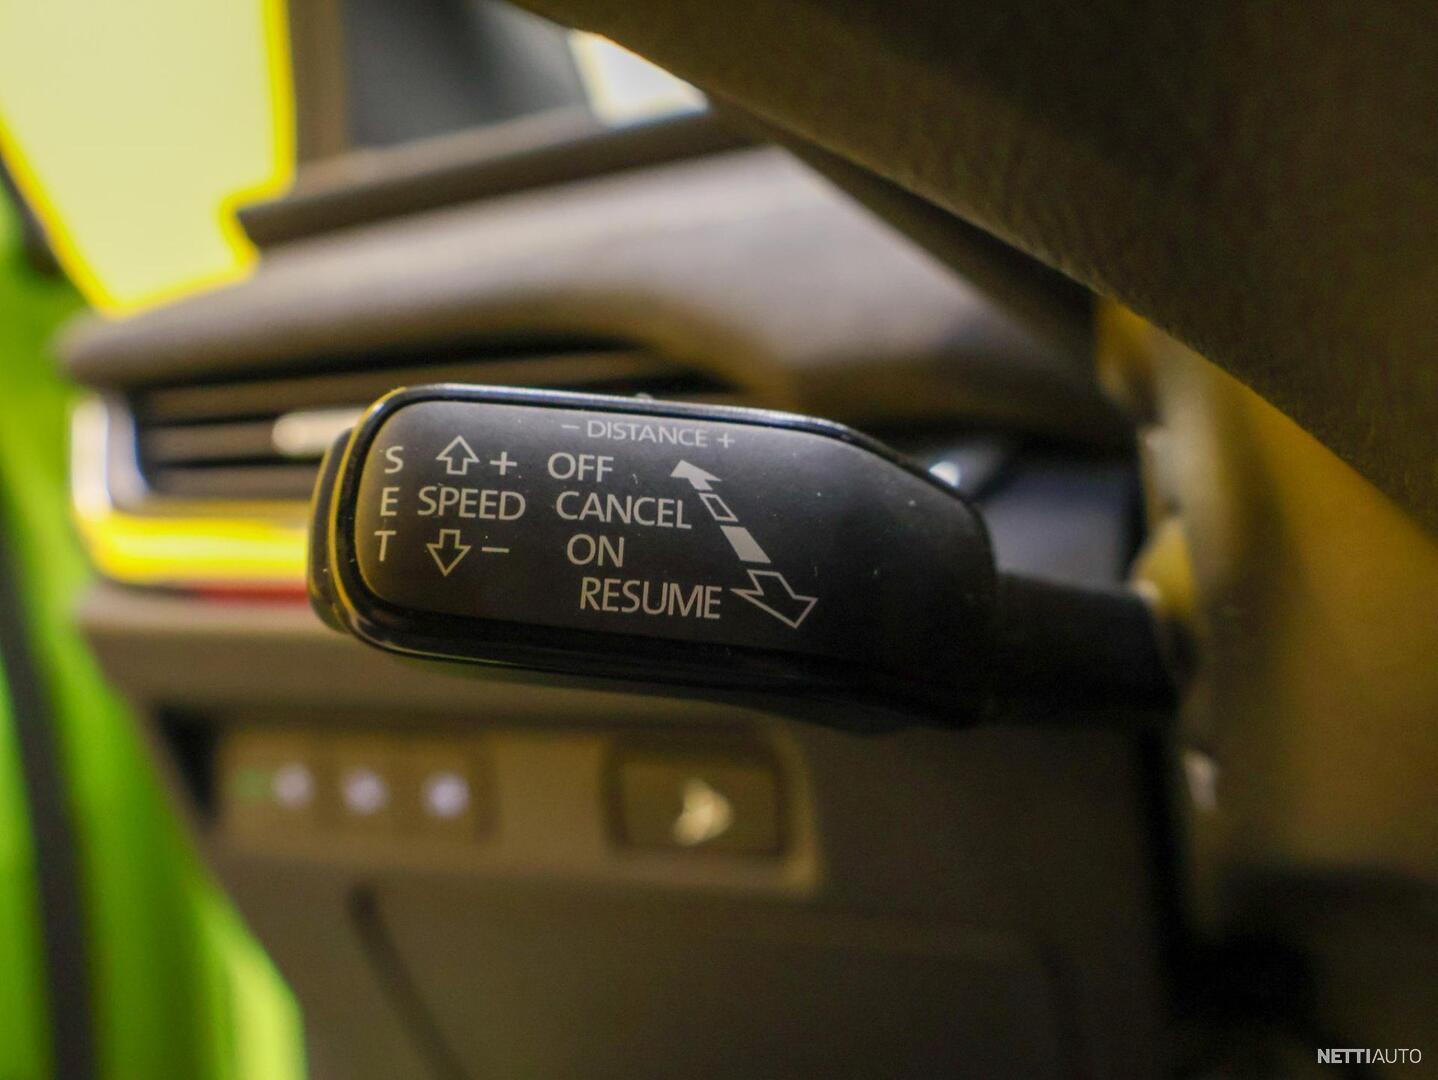 − DISTANCE +
S + OFF
E SPEED CANCEL
T − ON
RESUME
NETTIAUTO